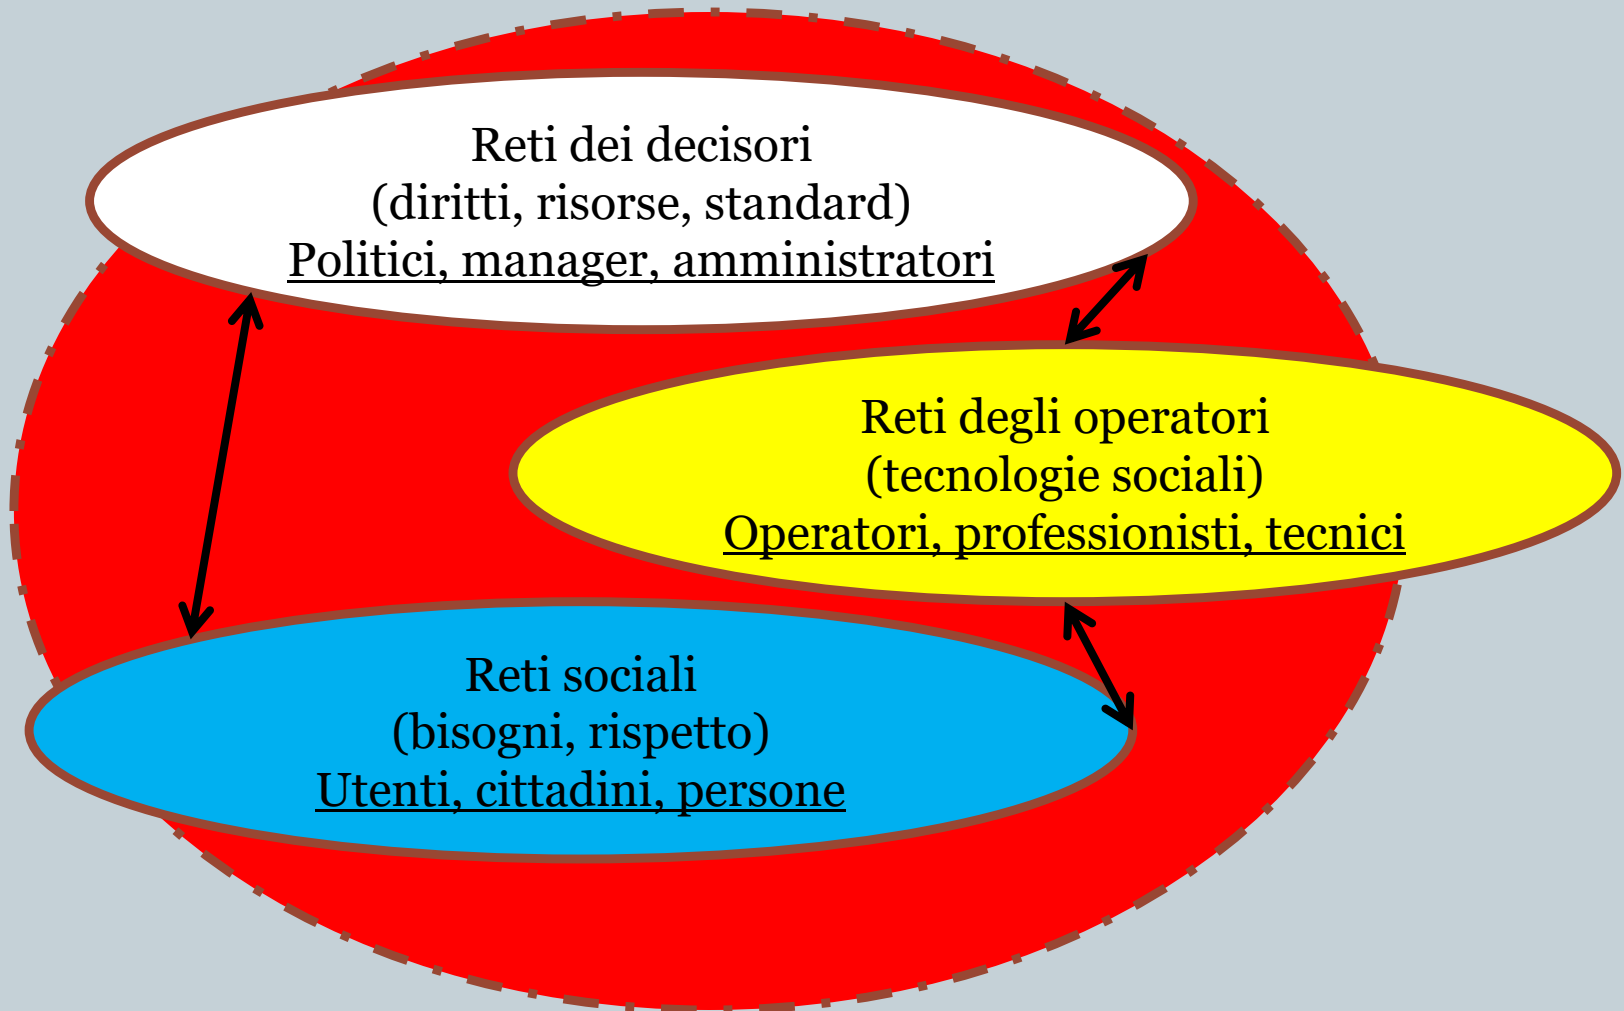 Reti dei decisori
(diritti, risorse, standard)
Politici, manager, amministratori
Reti degli operatori
(tecnologie sociali)
Operatori, professionisti, tecnici
Reti sociali
(bisogni, rispetto)
Utenti, cittadini, persone